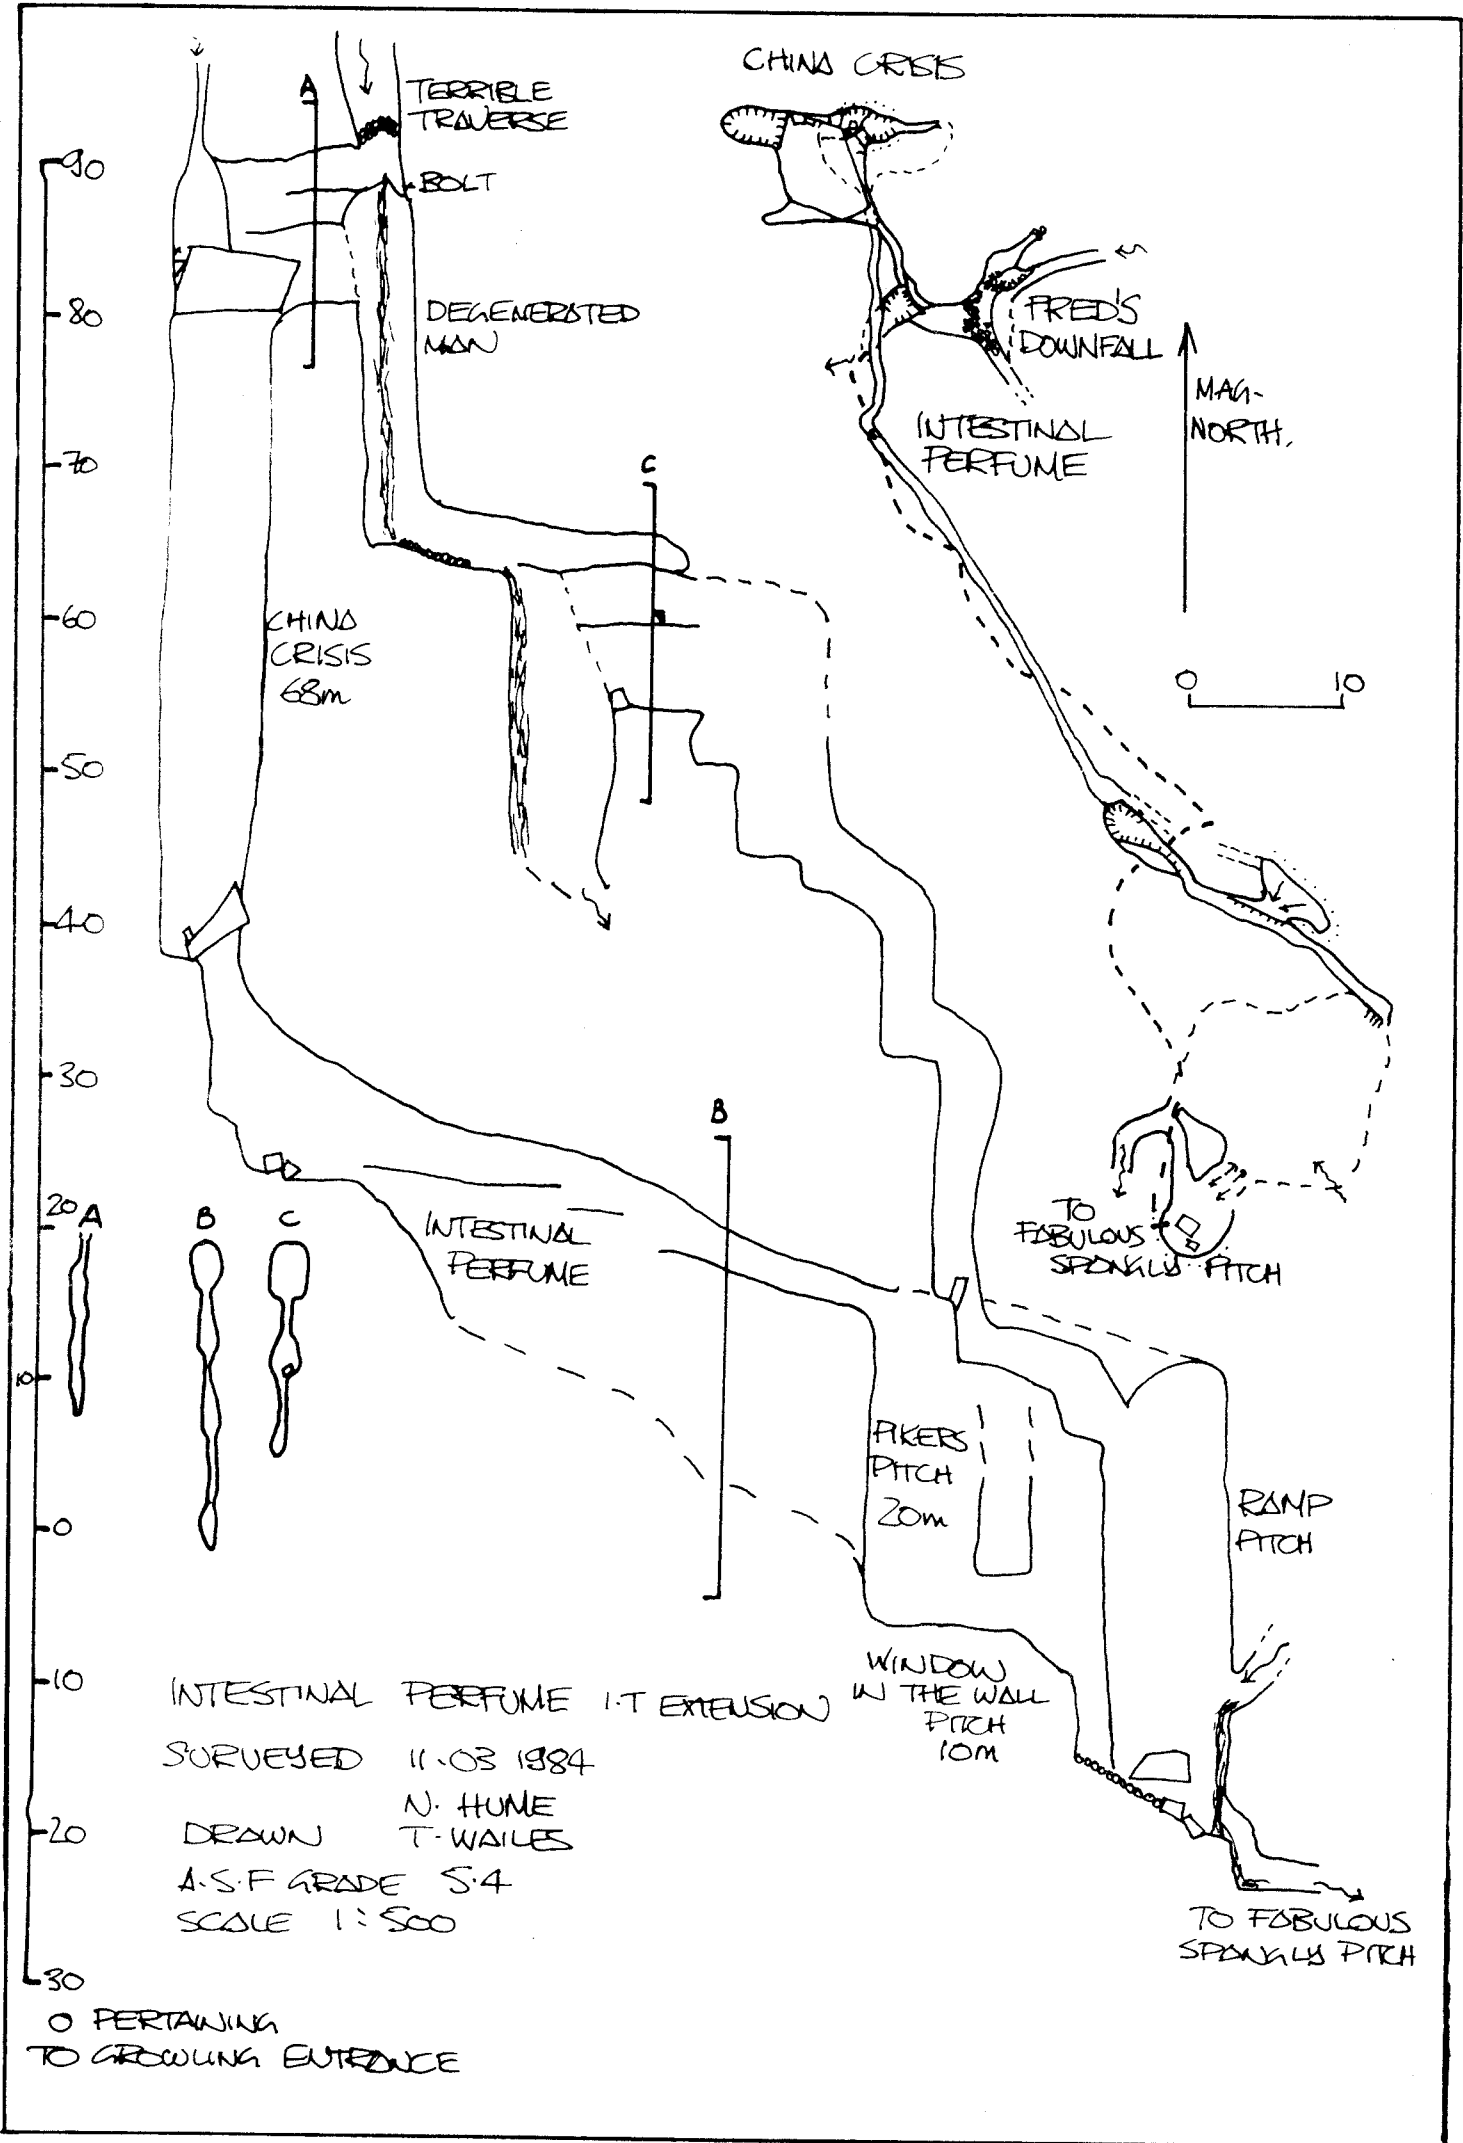 CHINA CRISIS
A
TERRIBLE
TRAVERSE
BOLT
DEGENERATED
MAN
FRED'S
DOWNFALL
MAG-
NORTH.
INTESTINAL
PERFUME
C
CHINA
CRISIS
68m
0 10
B
TO
FABULOUS
SPONGLY PITCH
A B C
INTESTINAL
PERFUME
PIKERS
PITCH
20m
RAMP
PITCH
WINDOW
IN THE WALL
PITCH
10m
90
80
70
60
50
40
30
20
10
0
10
20
30
INTESTINAL PERFUME I.T EXTENSION
SURVEYED 11.03 1984
N. HUME
DRAWN T. WAILES
A.S.F GRADE 5.4
SCALE 1:500
TO FABULOUS
SPONGLY PITCH
O PERTAINING
TO GROWLING ENTRANCE